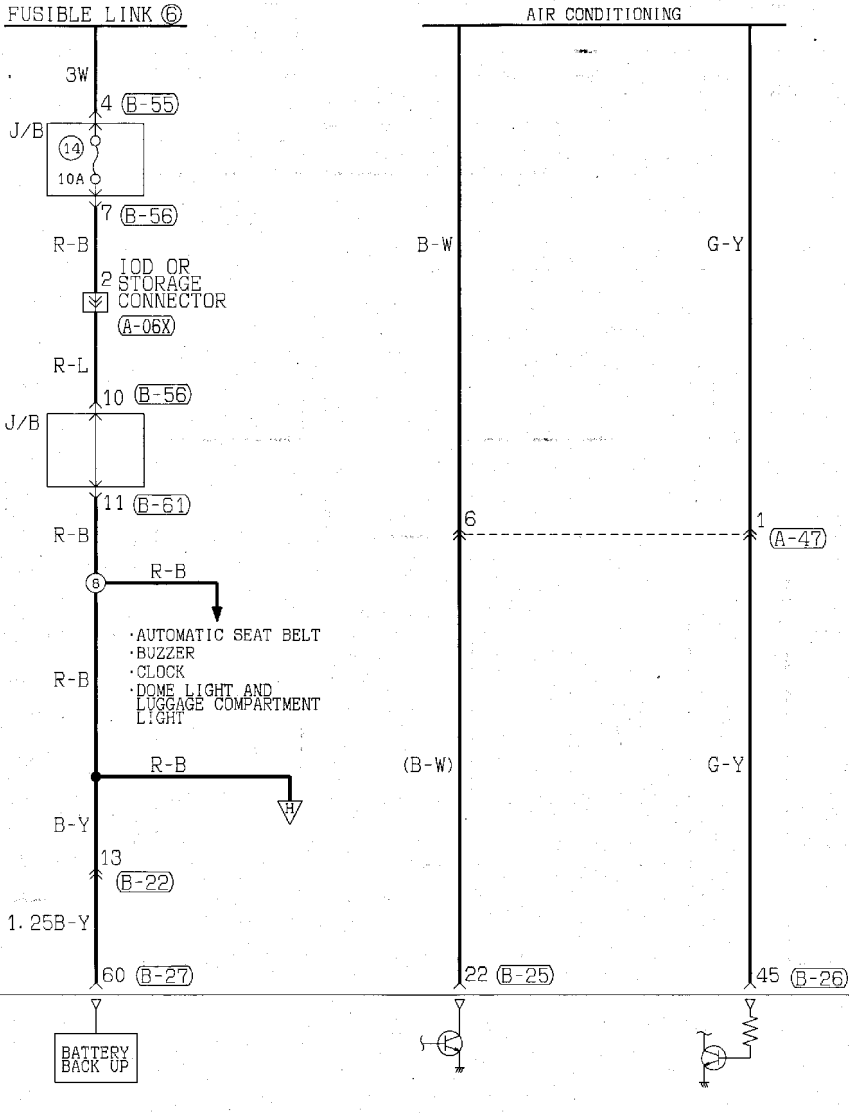 FUSIBLE LINK ⑥
AIR CONDITIONING
3W
4 (B-55)
J/B
14
10A
7 (B-56)
R-B
B-W
G-Y
2 IOD OR
STORAGE
CONNECTOR
(A-06X)
R-L
10 (B-56)
J/B
11 (B-61)
6
1
R-B
(A-47)
R-B
8
·AUTOMATIC SEAT BELT
·BUZZER
·CLOCK
R-B
·DOME LIGHT AND
LUGGAGE COMPARTMENT
LIGHT
R-B
(B-W)
G-Y
H
B-Y
13
(B-22)
1.25B-Y
60 (B-27)
22 (B-25)
45 (B-26)
BATTERY
BACK UP